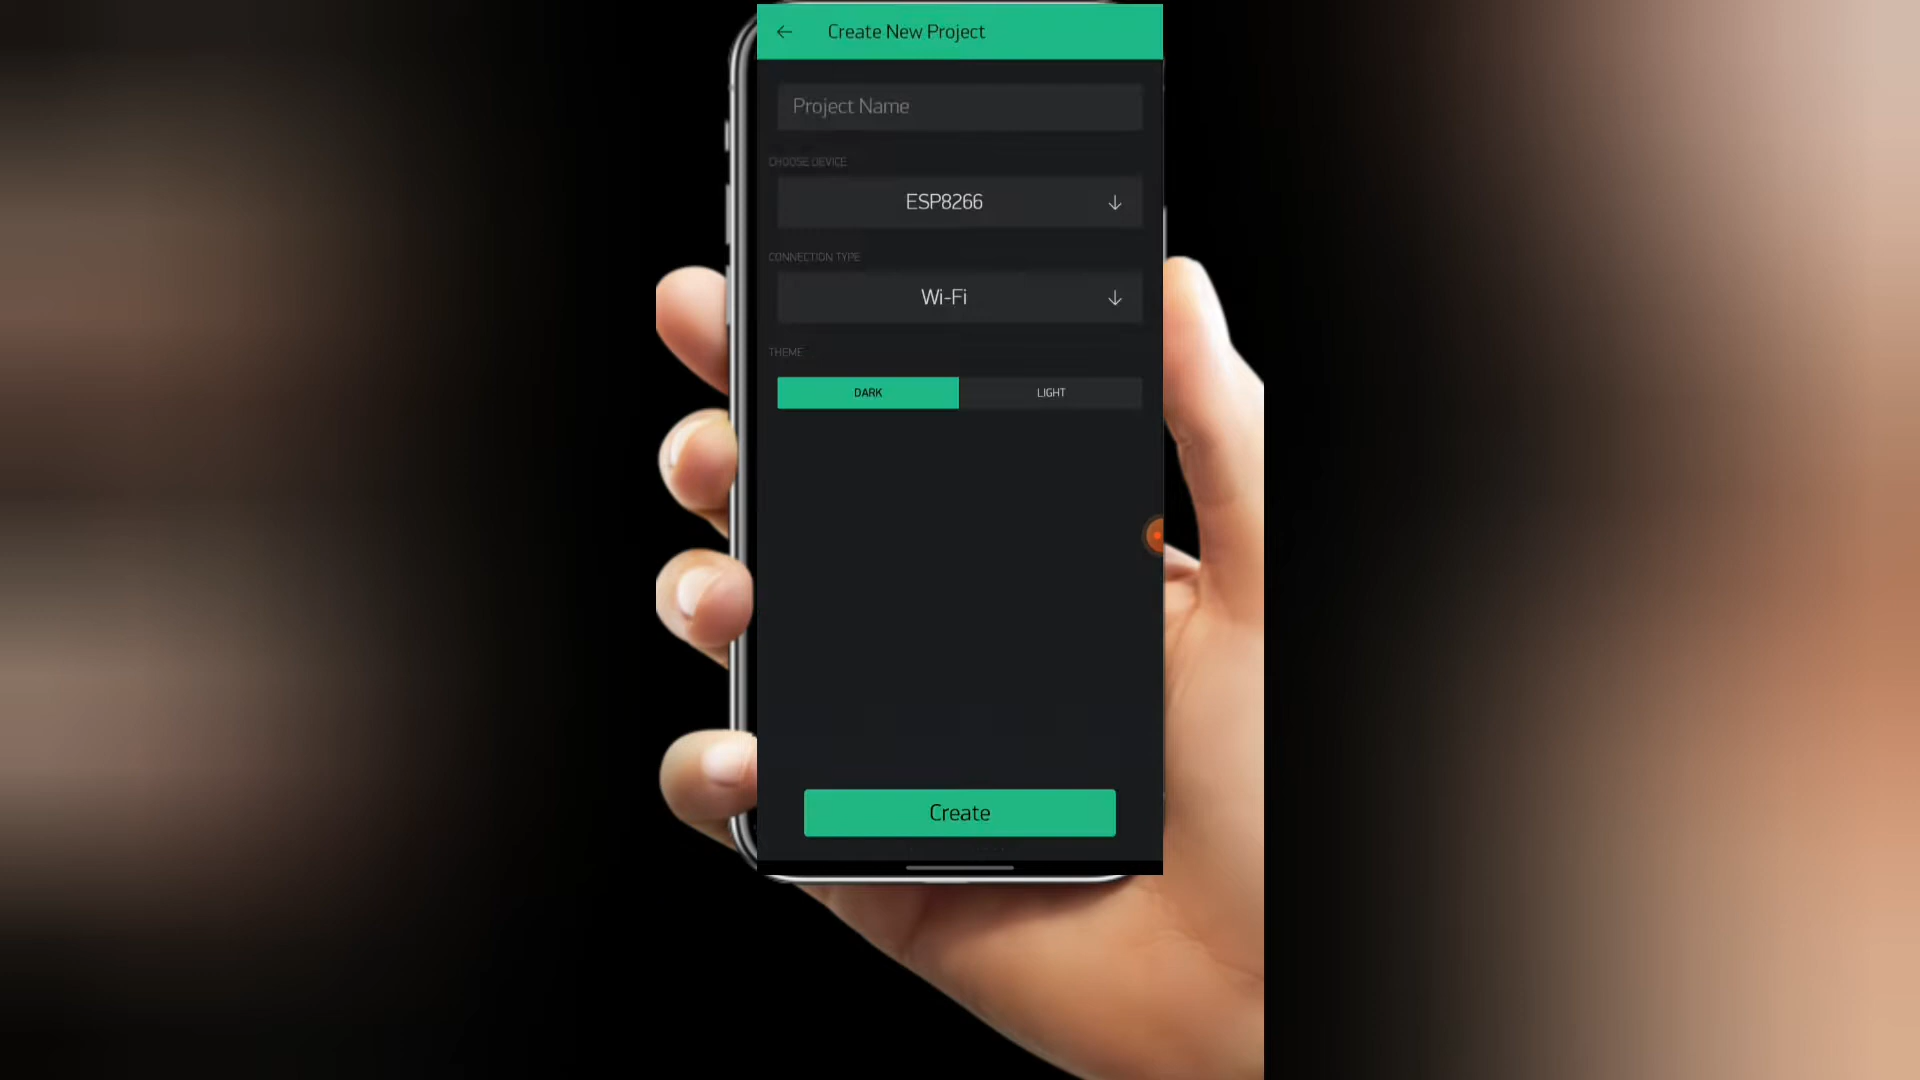 Create New Project
Project Name
CHOOSE DEVICE
ESP8266
CONNECTION TYPE
Wi-Fi
THEME
DARK
LIGHT
Create